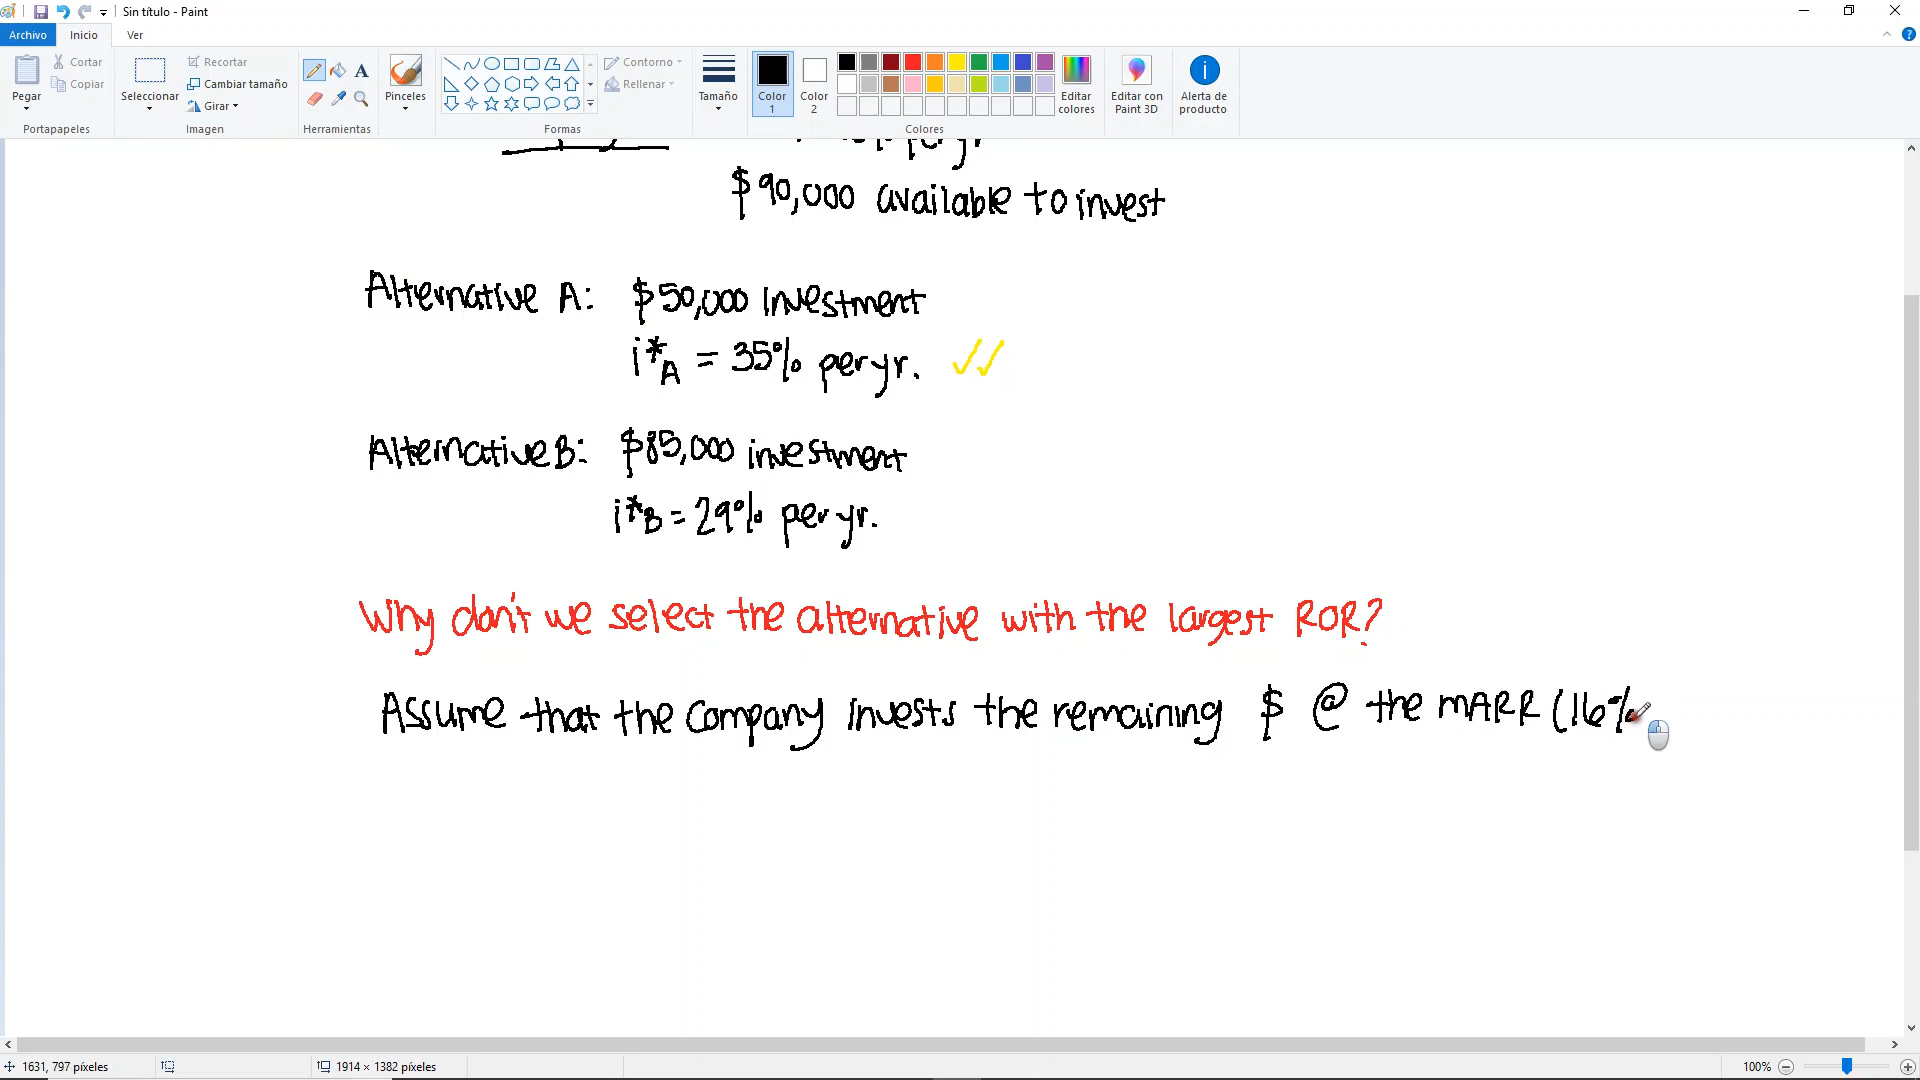 Sin título - Paint
Archivo Inicio Ver
Pegar Cortar Copiar Portapapeles
Seleccionar Recortar Cambiar tamaño Girar Imagen
Herramientas
Pinceles
Contorno Rellenar Formas
Tamaño
Color 1
Color 2
Editar colores
Colores
Editar con Paint 3D
Alerta de producto
per yr
$90,000 available to invest
Alternative A: $50,000 investment
i*A = 35% per yr. ✓✓
Alternative B: $85,000 investment
i*B = 29% per yr.
Why don't we select the alternative with the largest ROR?
Assume that the company invests the remaining $ @ the MARR (16%
1631, 797 píxeles 1914 × 1382 píxeles 100%